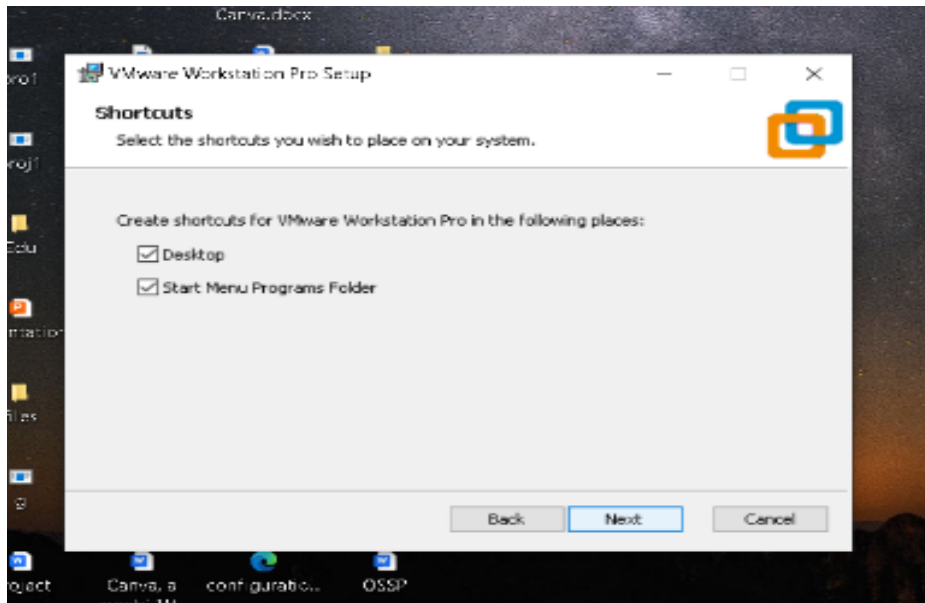 Canva.docx
VMware Workstation Pro Setup
Shortcuts
Select the shortcuts you wish to place on your system.
Create shortcuts for VMware Workstation Pro in the following places:
Desktop
Start Menu Programs Folder
Back Next Cancel
Edu
files
g
oject Canva, a configuratio... OSSP